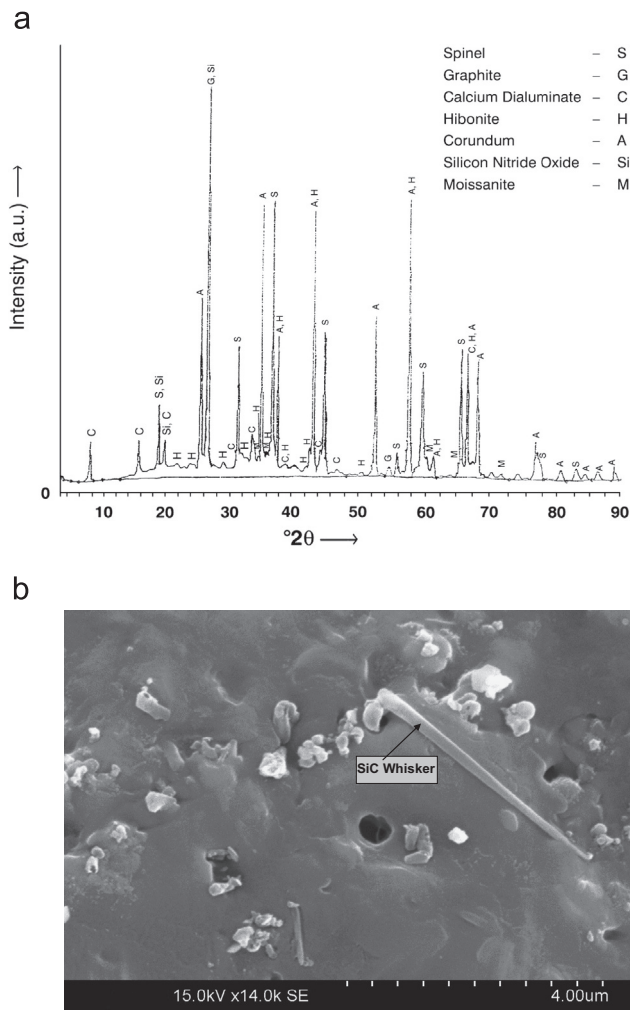 a
Spinel – S
Graphite – G
Calcium Dialuminate – C
Hibonite – H
Corundum – A
Silicon Nitride Oxide – Si
Moissanite – M
Intensity (a.u.)
G, Si
A
S
A, H
A, H
A, H
A
S
A
S
S, Si
Si, C
C
C
H
H
H
C
H
C
H
M
C, H
H
H
C
C
H
G
S
S
M
A, H
M
S
C, H, A
A
M
A
S
A
S
A
A
A
0
10 20 30 40 50 60 70 80 90
°2θ
b
SiC Whisker
15.0kV x14.0k SE
4.00um